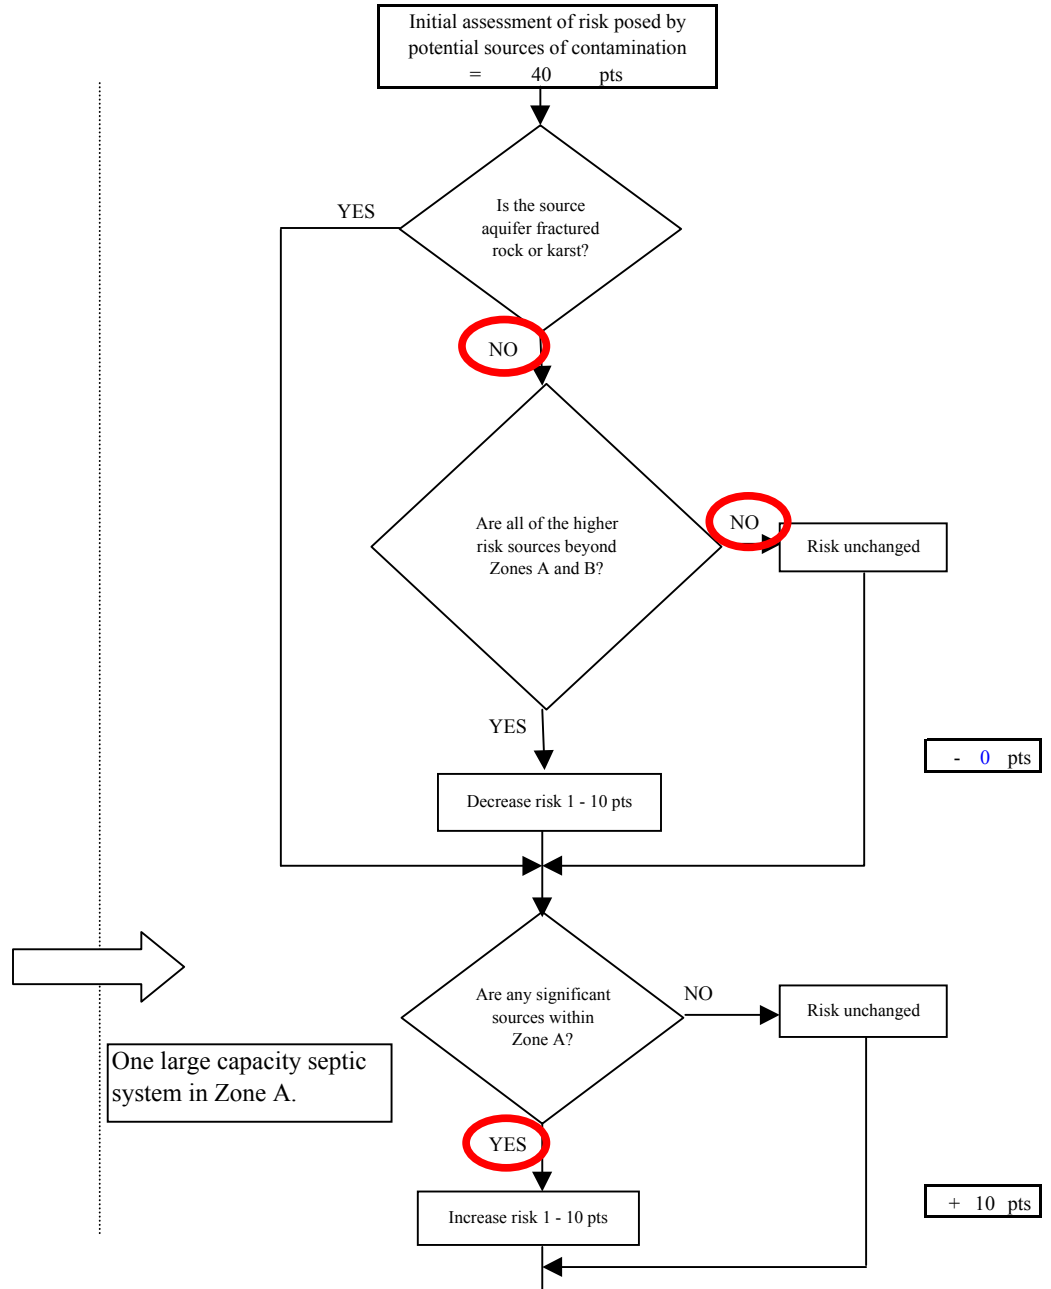 Initial assessment of risk posed by
potential sources of contamination
= 40 pts
Is the source
aquifer fractured
rock or karst?
YES
NO
Are all of the higher
risk sources beyond
Zones A and B?
NO
Risk unchanged
YES
Decrease risk 1 - 10 pts
- 0 pts
Are any significant
sources within
Zone A?
NO
Risk unchanged
One large capacity septic
system in Zone A.
YES
Increase risk 1 - 10 pts
+ 10 pts